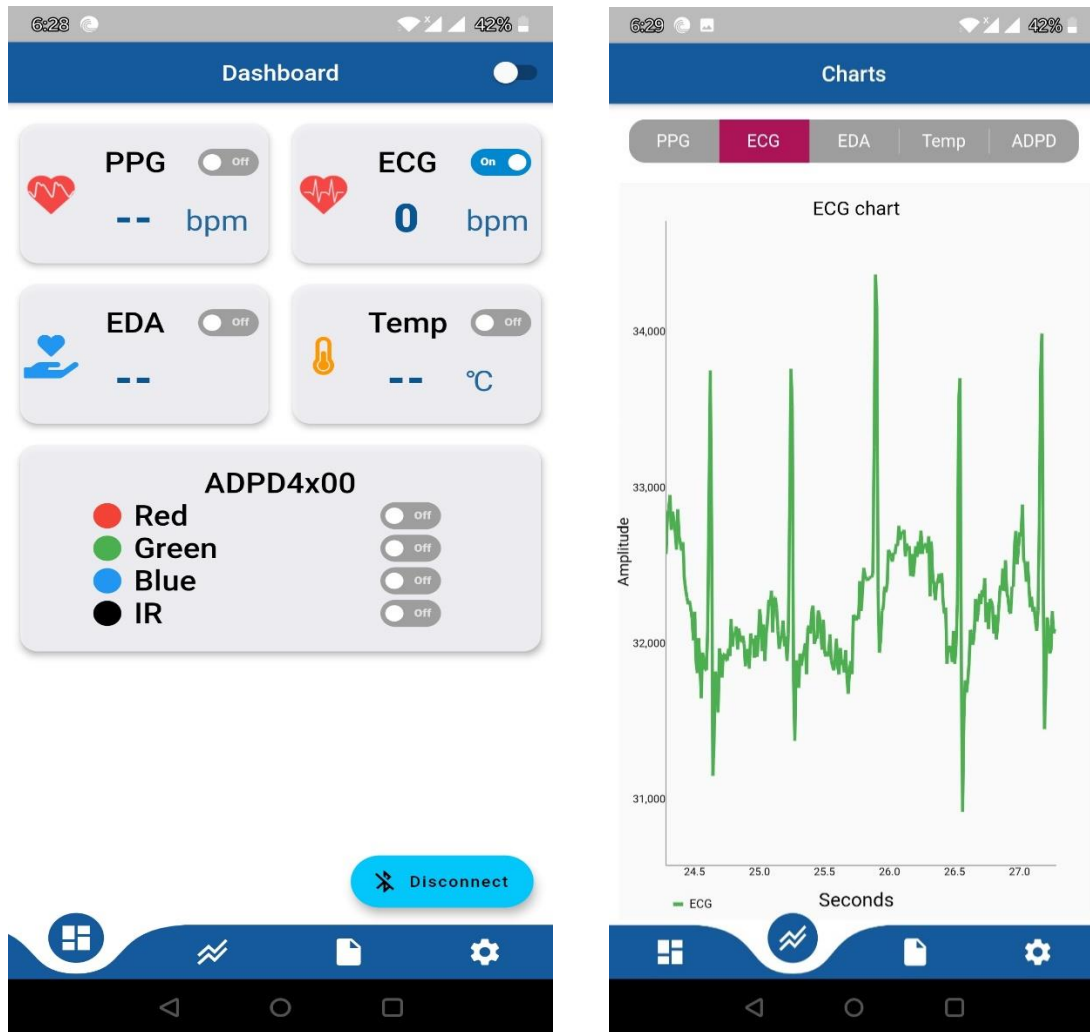 6:28 42%
Dashboard
PPG Off
-- bpm
ECG On
0 bpm
EDA Off
--
Temp Off
-- °C
ADPD4x00
Red Off
Green Off
Blue Off
IR Off
Disconnect
6:29 42%
Charts
PPG ECG EDA Temp ADPD
ECG chart
34,000
33,000
32,000
31,000
Amplitude
24.5 25.0 25.5 26.0 26.5 27.0
Seconds
ECG